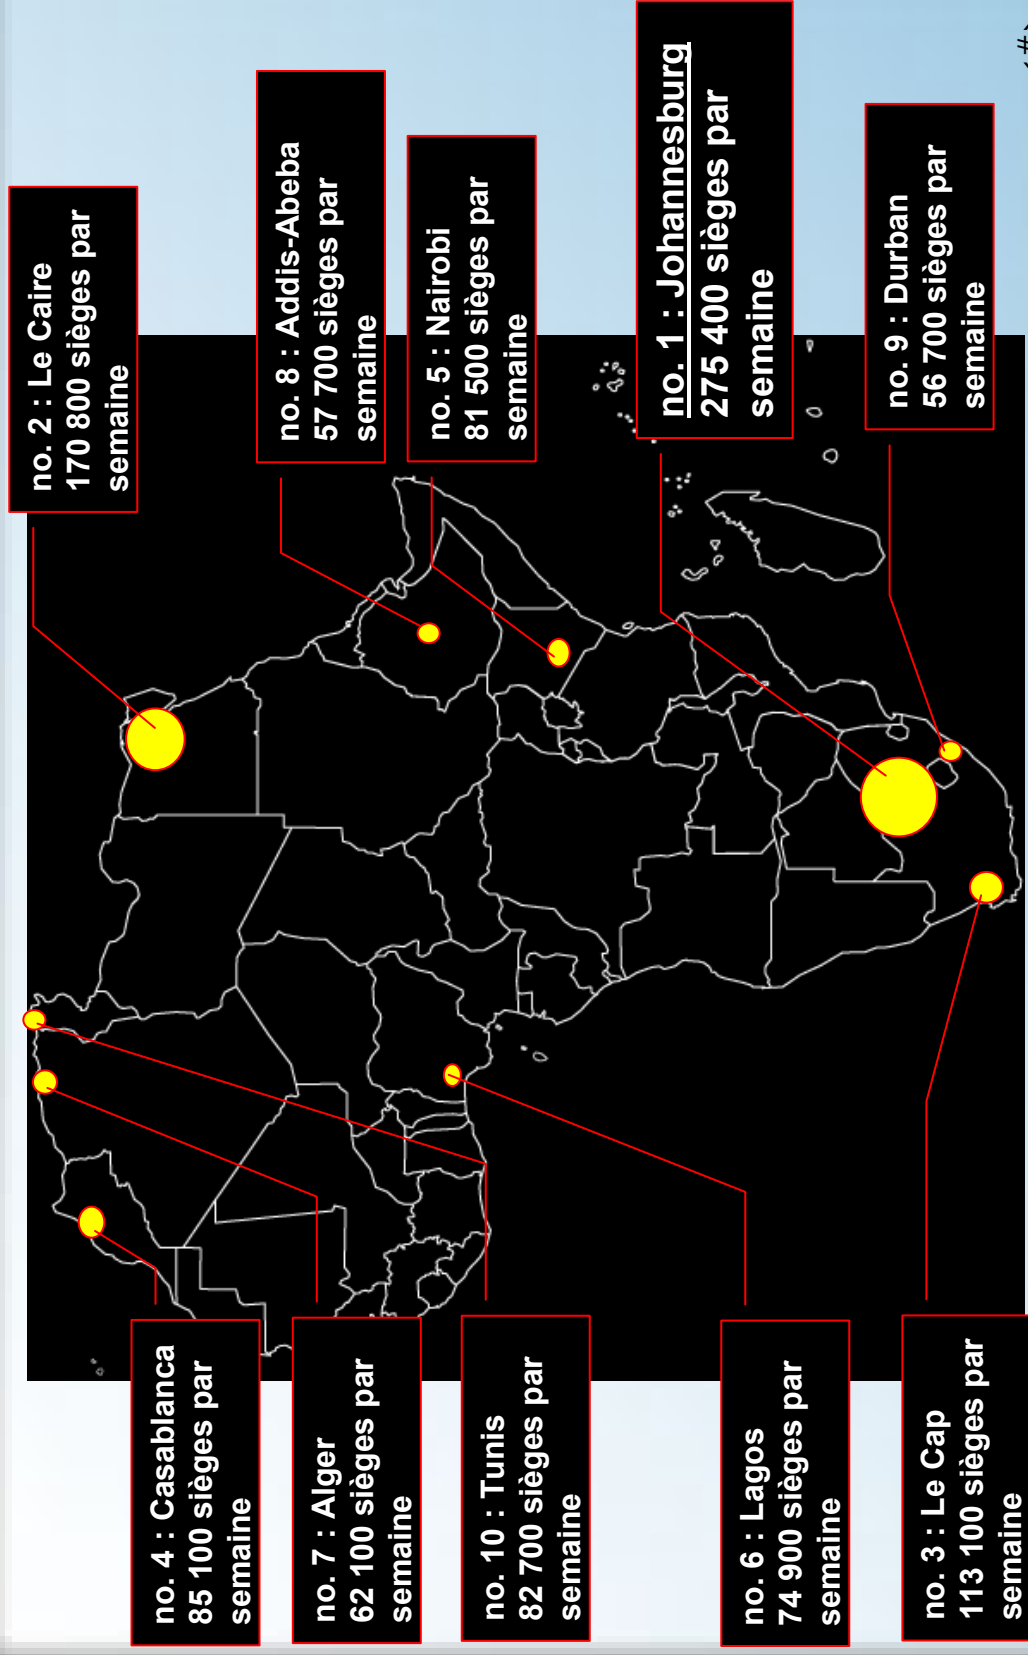 no. 2 : Le Caire
170 800 sièges par
semaine
no. 8 : Addis-Abeba
57 700 sièges par
semaine
no. 5 : Nairobi
81 500 sièges par
semaine
no. 1 : Johannesburg
275 400 sièges par
semaine
no. 9 : Durban
56 700 sièges par
semaine
no. 4 : Casablanca
85 100 sièges par
semaine
no. 7 : Alger
62 100 sièges par
semaine
no. 10 : Tunis
82 700 sièges par
semaine
no. 6 : Lagos
74 900 sièges par
semaine
no. 3 : Le Cap
113 100 sièges par
semaine
‹#›